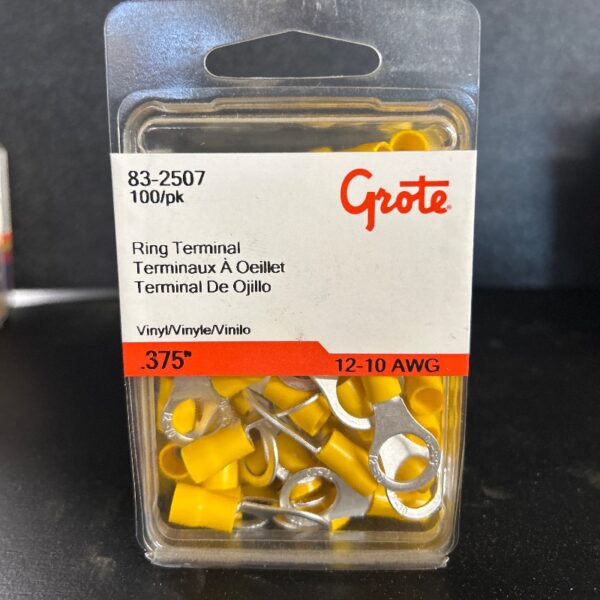 83-2507
100/pk
Grote®
Ring Terminal
Terminaux À Oeillet
Terminal De Ojillo
Vinyl/Vinyle/Vinilo
.375"
12-10 AWG